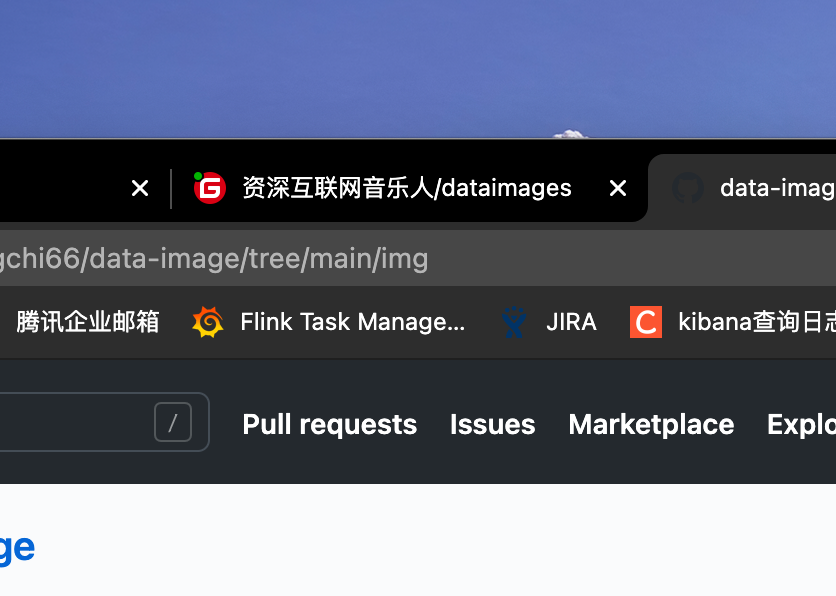 资深互联网音乐人/dataimages data-imag
gchi66/data-image/tree/main/img
腾讯企业邮箱 Flink Task Manage... JIRA kibana查询日志
/ Pull requests Issues Marketplace Explo
ge